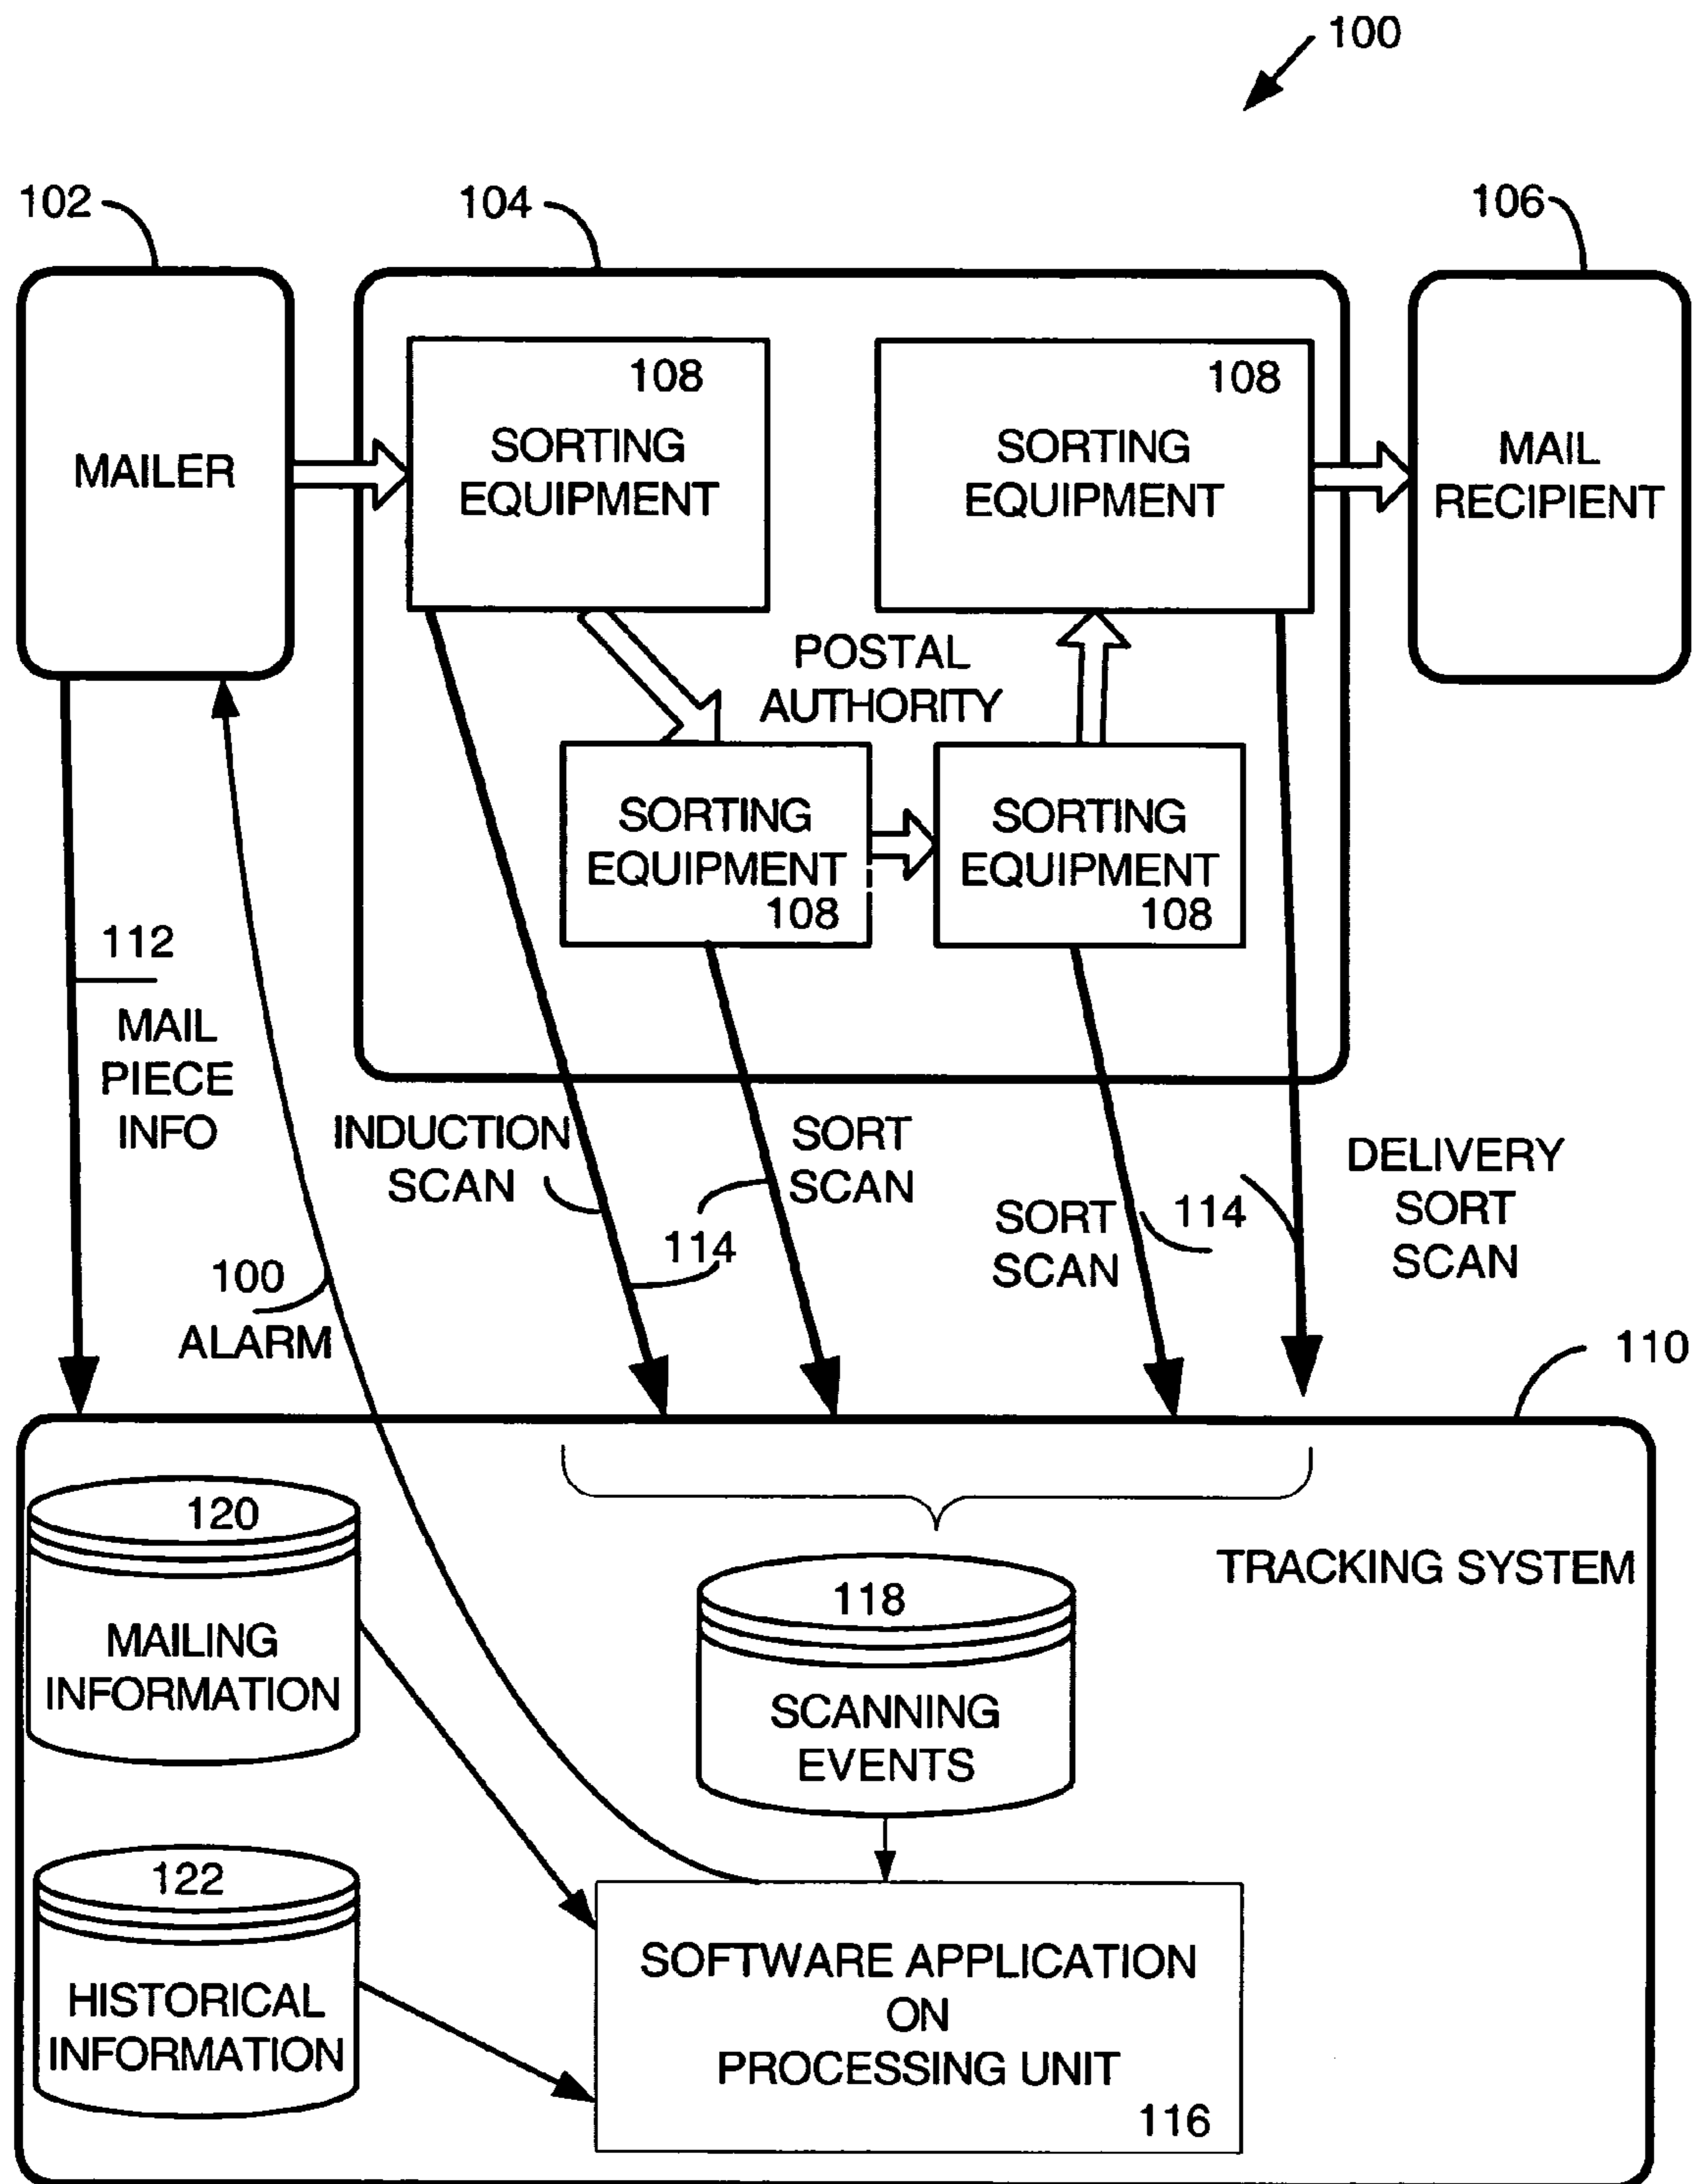 100
102
104
106
108
SORTING
EQUIPMENT
108
SORTING
EQUIPMENT
MAILER
MAIL
RECIPIENT
POSTAL
AUTHORITY
SORTING
EQUIPMENT
108
SORTING
EQUIPMENT
108
112
MAIL
PIECE
INFO
INDUCTION
SCAN
SORT
SCAN
114
SORT
SCAN
114
DELIVERY
SORT
SCAN
100
ALARM
110
120
MAILING
INFORMATION
118
SCANNING
EVENTS
TRACKING SYSTEM
122
HISTORICAL
INFORMATION
SOFTWARE APPLICATION
ON
PROCESSING UNIT
116